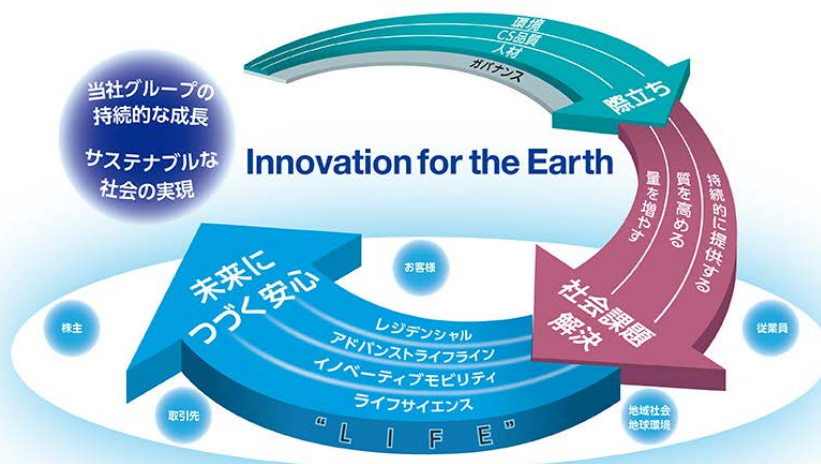 環境
CS品質
人材
ガバナンス
際立ち
当社グループの
持続的な成長
サステナブルな
社会の実現
Innovation for the Earth
持続的に提供する
質を高める
量を増やす
社会課題
解決
未来に
つづく安心
お客様
株主
従業員
取引先
地域社会
地球環境
レジデンシャル
アドバンストライフライン
イノベーティブモビリティ
ライフサイエンス
"LIFE"